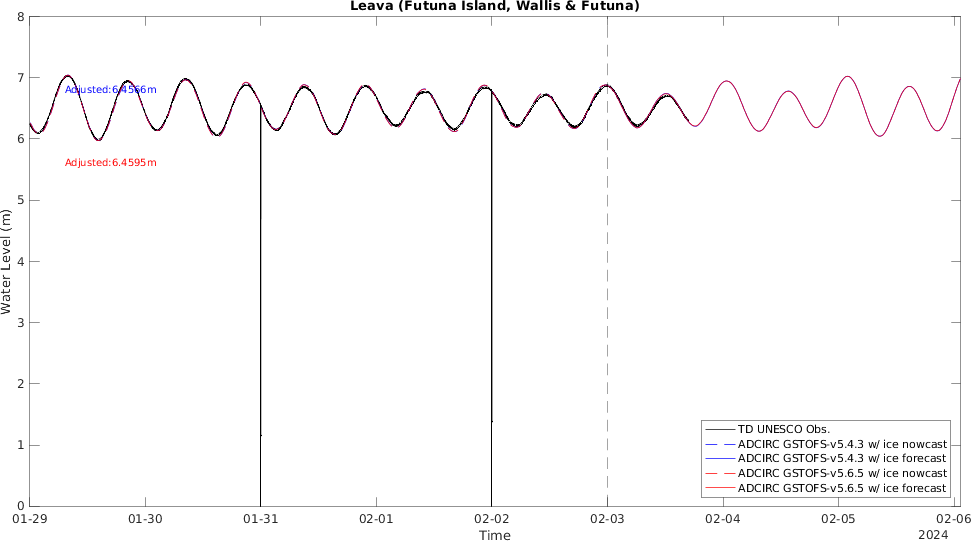 Leava (Futuna Island, Wallis & Futuna)
8
7
6
5
4
3
2
1
0
Water Level (m)
Adjusted:6.4566m
Adjusted:6.4595m
TD UNESCO Obs.
ADCIRC GSTOFS-v5.4.3 w/ ice nowcast
ADCIRC GSTOFS-v5.4.3 w/ ice forecast
ADCIRC GSTOFS-v5.6.5 w/ ice nowcast
ADCIRC GSTOFS-v5.6.5 w/ ice forecast
01-29 01-30 01-31 02-01 02-02 02-03 02-04 02-05 02-06
Time
2024